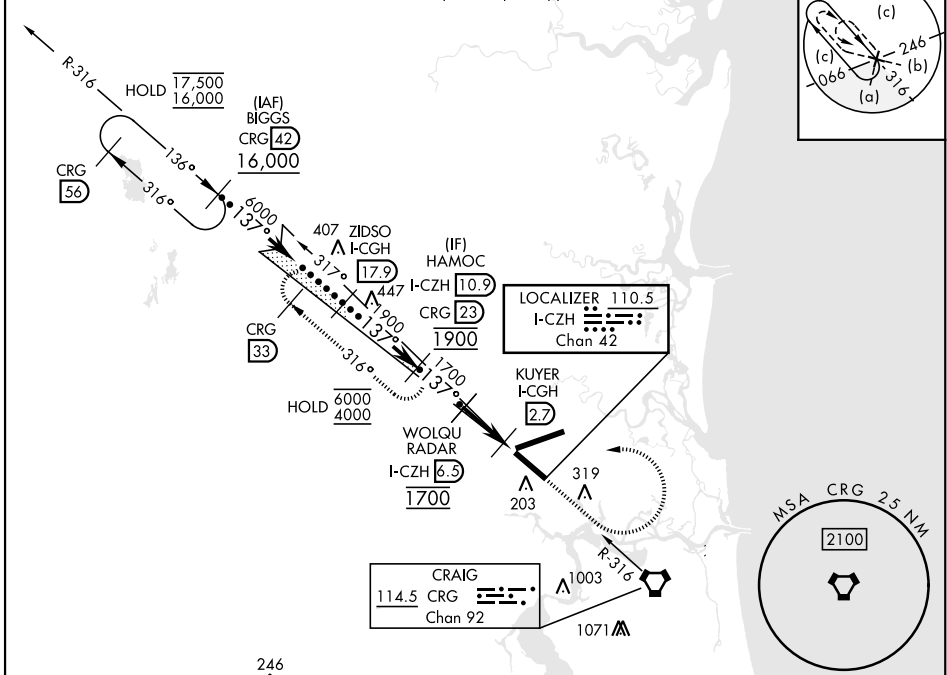 R-316
HOLD 17,500
16,000
(IAF)
BIGGS
CRG 42
16,000
CRG
56
136°
316°
6000
137°
407
ZIDSO
I-CGH
17.9
317°
447
1900
137°
(IF)
HAMOC
I-CZH 10.9
CRG 23
1900
CRG
33
316°
HOLD 6000
4000
1700
137°
WOLQU
RADAR
I-CZH 6.5
1700
KUYER
I-CGH
2.7
LOCALIZER 110.5
I-CZH
Chan 42
203
319
R-316
CRAIG
114.5 CRG
Chan 92
1003
1071
246
(c)
(c)
246
066
(b)
316
(a)
MSA CRG 25 NM
2100